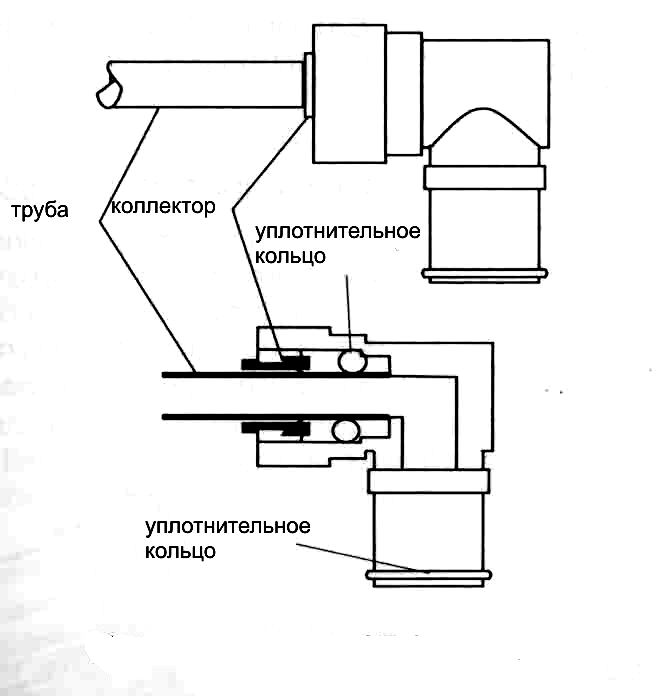 труба
коллектор
уплотнительное
кольцо
уплотнительное
кольцо